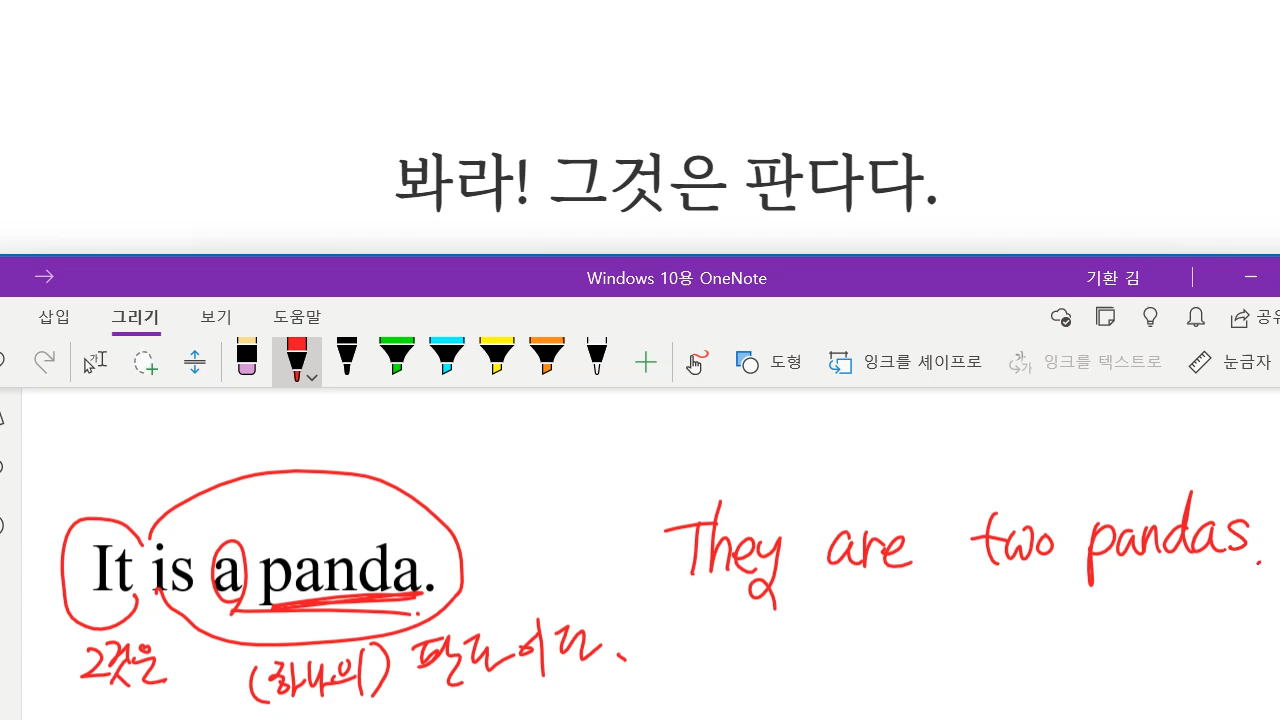 봐라! 그것은 판다다.
Windows 10용 OneNote 기환 김
삽입 그리기 보기 도움말 공유
도형 잉크를 셰이프로 잉크를 텍스트로 눈금자
It is a panda.
They are two pandas.
그것은 (하나의) 판다이다.